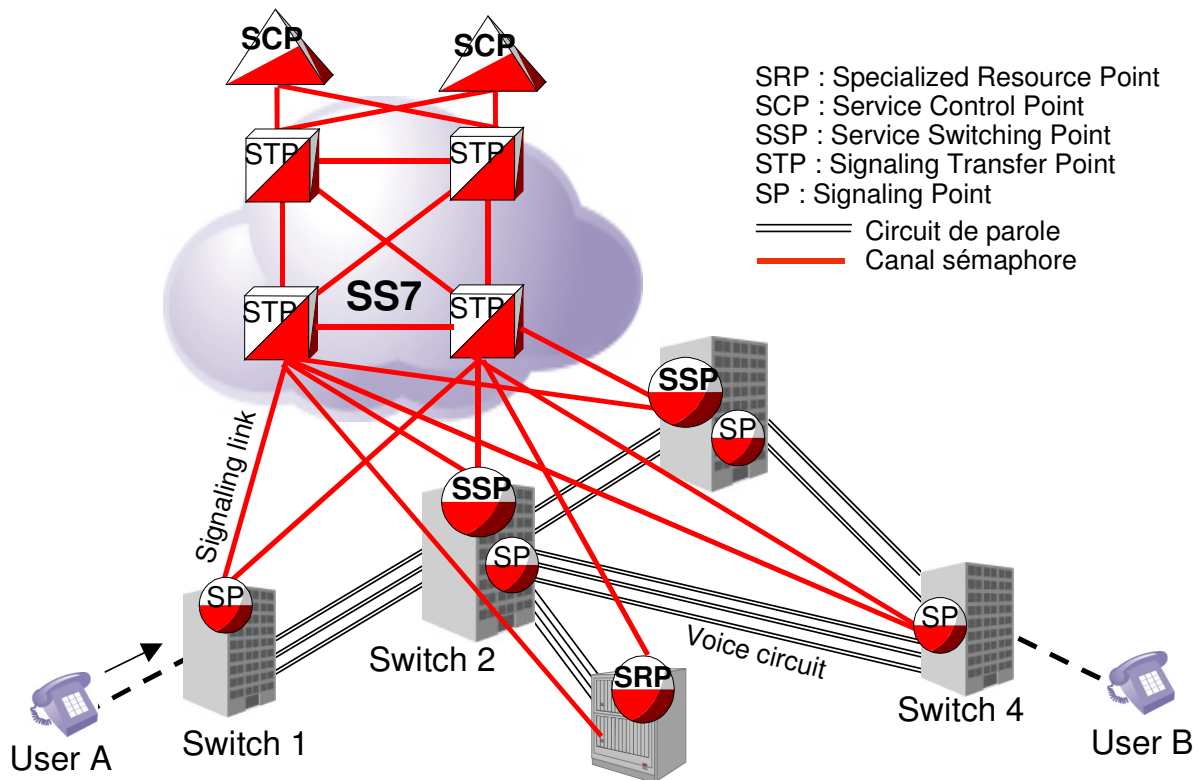 SCP
SCP
SRP : Specialized Resource Point
SCP : Service Control Point
SSP : Service Switching Point
STP : Signaling Transfer Point
SP : Signaling Point
Circuit de parole
Canal sémaphore
STP
STP
STP
SS7
STP
Signaling link
SSP
SP
SSP
SP
SP
SP
Voice circuit
Switch 2
SRP
Switch 4
User A
Switch 1
User B